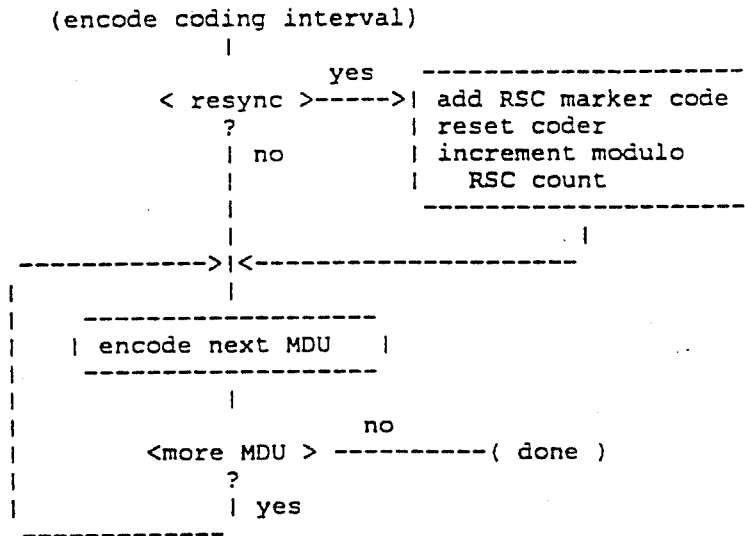 (encode coding interval)
yes
< resync >----->| add RSC marker code
? | reset coder
| no | increment modulo
RSC count
| encode next MDU |
no
<more MDU > ----------( done )
?
| yes